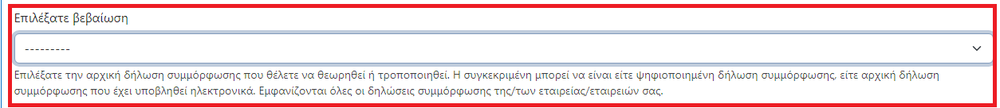 Επιλέξατε βεβαίωση
---------
Επιλέξατε την αρχική δήλωση συμμόρφωσης που θέλετε να θεωρηθεί ή τροποποιηθεί. Η συγκεκριμένη μπορεί να είναι είτε ψηφιοποιημένη δήλωση συμμόρφωσης, είτε αρχική δήλωση
συμμόρφωσης που έχει υποβληθεί ηλεκτρονικά. Εμφανίζονται όλες οι δηλώσεις συμμόρφωσης της/των εταιρείας/εταιρειών σας.